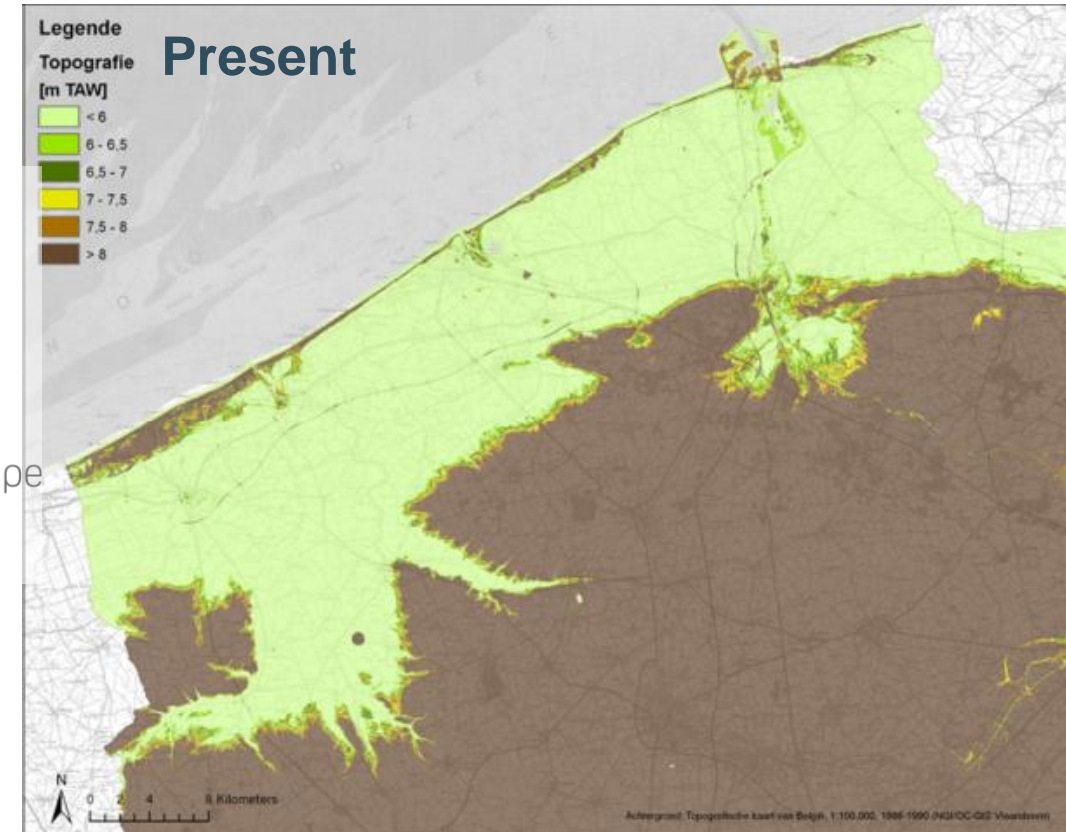 Legende
Present
Topografie
[m TAW]
< 6
6 - 6,5
6,5 - 7
7 - 7,5
7,5 - 8
> 8
pe
N
0 2 4 8 Kilometers
Achtergrond: Topografische kaart van België, 1:100.000, 1986-1990 (NGI/OC-GIS Vlaanderen)